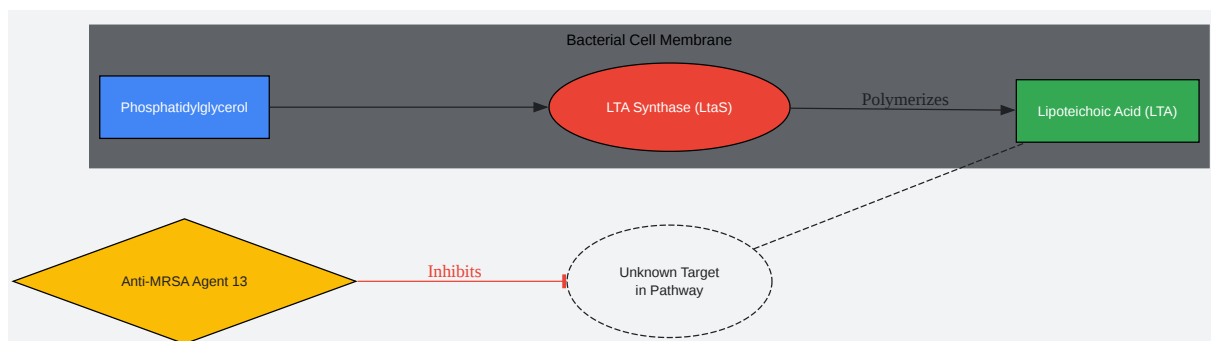 Bacterial Cell Membrane
Phosphatidylglycerol
LTA Synthase (LtaS)
Polymerizes
Lipoteichoic Acid (LTA)
Anti-MRSA Agent 13
Inhibits
Unknown Target
in Pathway